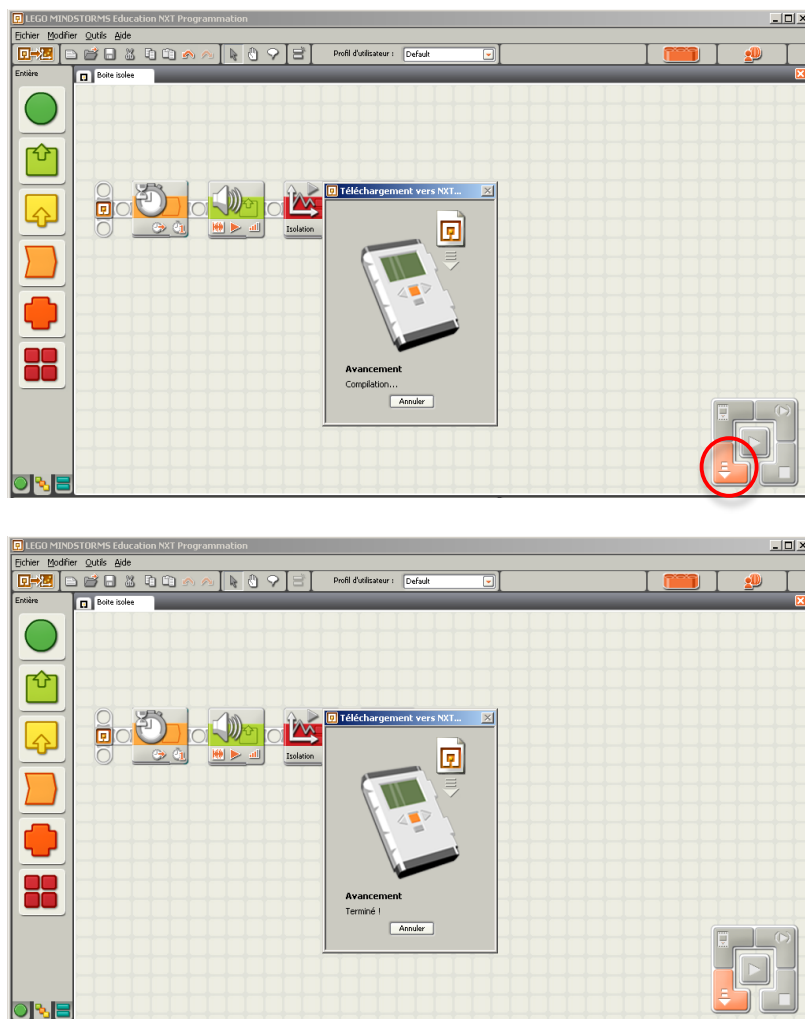 LEGO MINDSTORMS Education NXT Programmation
Fichier Modifier Outils Aide
Profil d'utilisateur : Default
Entière
Boite isolee
Téléchargement vers NXT...
Isolation
Avancement
Compilation...
Annuler
LEGO MINDSTORMS Education NXT Programmation
Fichier Modifier Outils Aide
Profil d'utilisateur : Default
Entière
Boite isolee
Téléchargement vers NXT...
Isolation
Avancement
Terminé !
Annuler